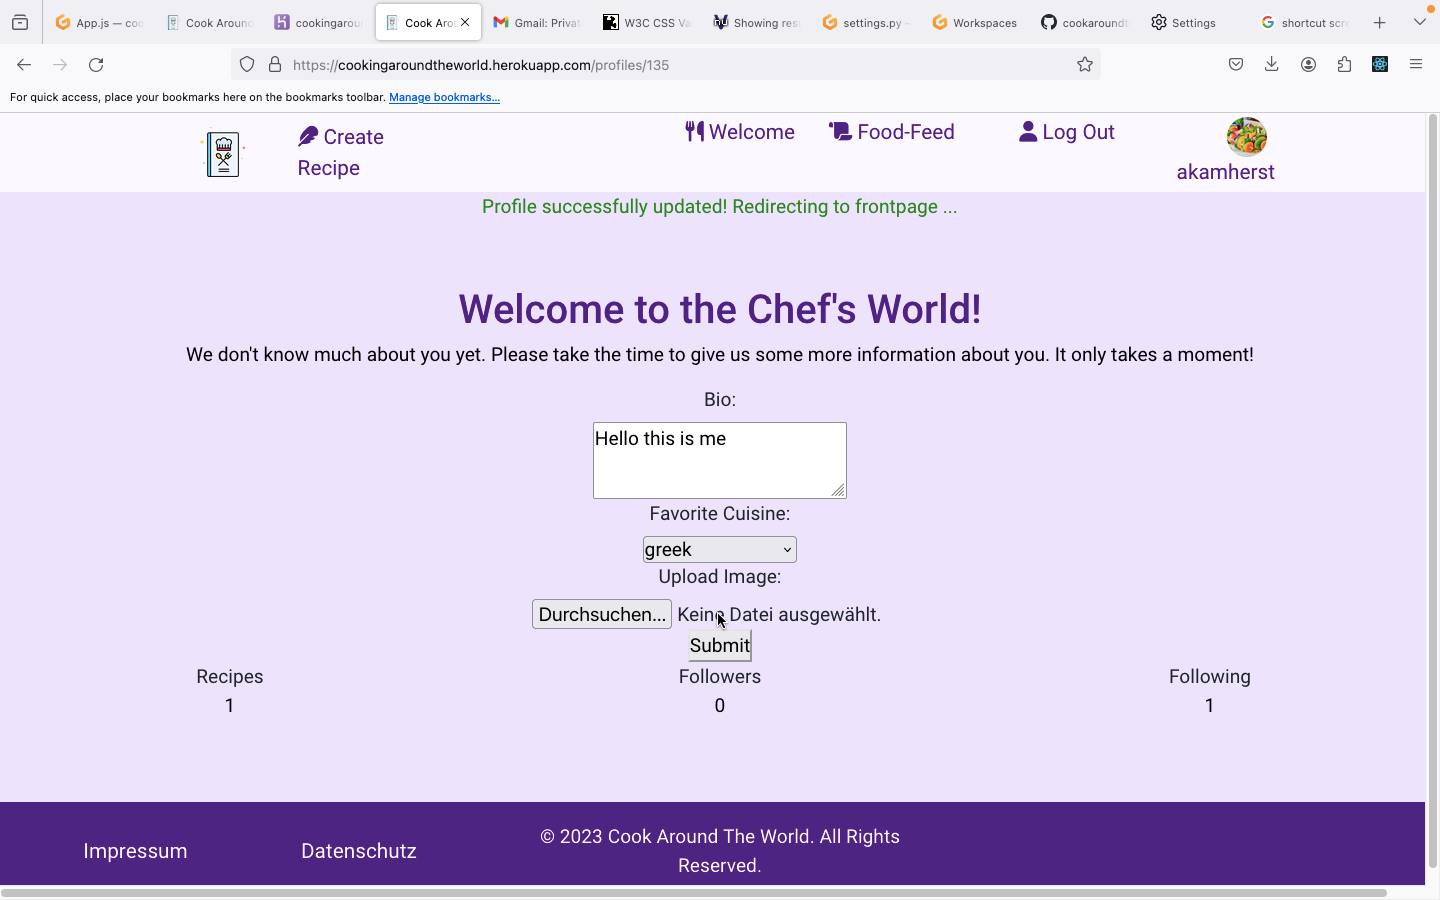 App.js — coo
Cook Around
cookingarou
Cook Arou
Gmail: Privat
W3C CSS Va
Showing res
settings.py –
Workspaces
cookaroundt
Settings
shortcut scr
https://cookingaroundtheworld.herokuapp.com/profiles/135
For quick access, place your bookmarks here on the bookmarks toolbar. Manage bookmarks...
Create
Recipe
Welcome
Food-Feed
Log Out
akamherst
Profile successfully updated! Redirecting to frontpage ...
Welcome to the Chef's World!
We don't know much about you yet. Please take the time to give us some more information about you. It only takes a moment!
Bio:
Hello this is me
Favorite Cuisine:
greek
Upload Image:
Durchsuchen... Keine Datei ausgewählt.
Submit
Recipes
1
Followers
0
Following
1
Impressum
Datenschutz
© 2023 Cook Around The World. All Rights
Reserved.